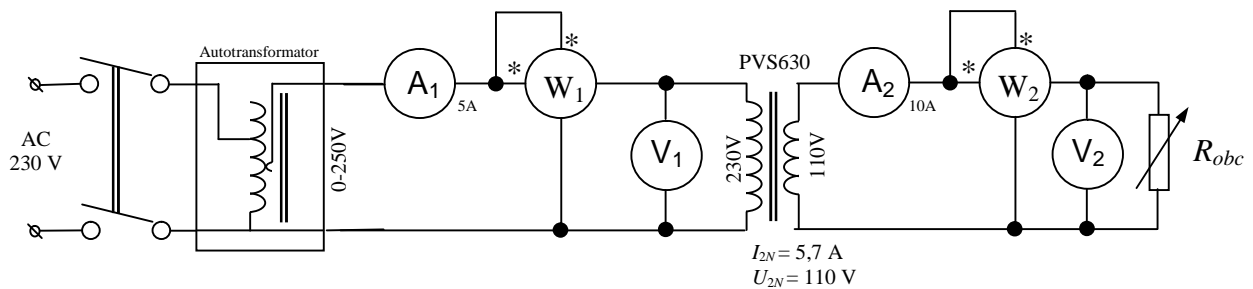 Autotransformator
AC
230 V
0-250V
A₁
5A
*
*
W₁
V₁
PVS630
230V
110V
I₂N = 5,7 A
U₂N = 110 V
A₂
10A
*
*
W₂
V₂
Robc